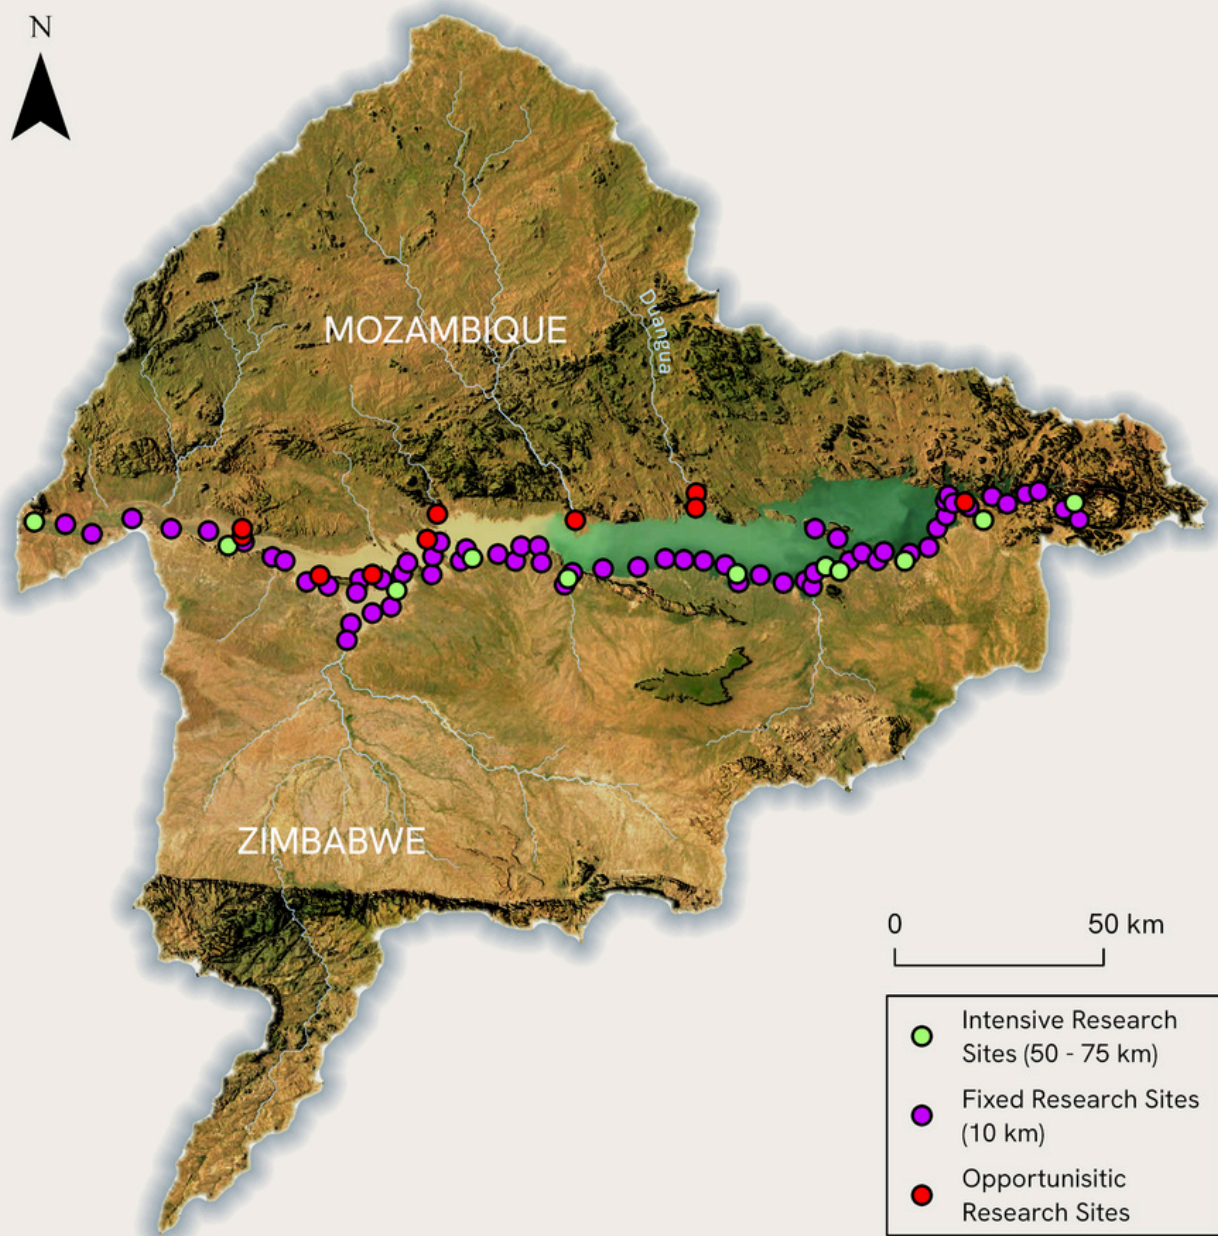 N
Duangua
MOZAMBIQUE
ZIMBABWE
0 50 km
Intensive Research
Sites (50 - 75 km)
Fixed Research Sites
(10 km)
Opportunisitic
Research Sites